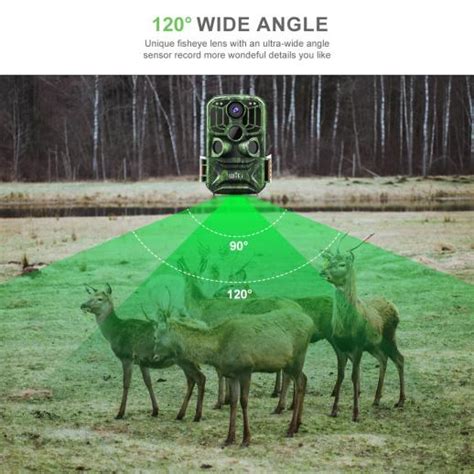 120° WIDE ANGLE
Unique fisheye lens with an ultra-wide angle
sensor record more wondeful details you like
90°
120°